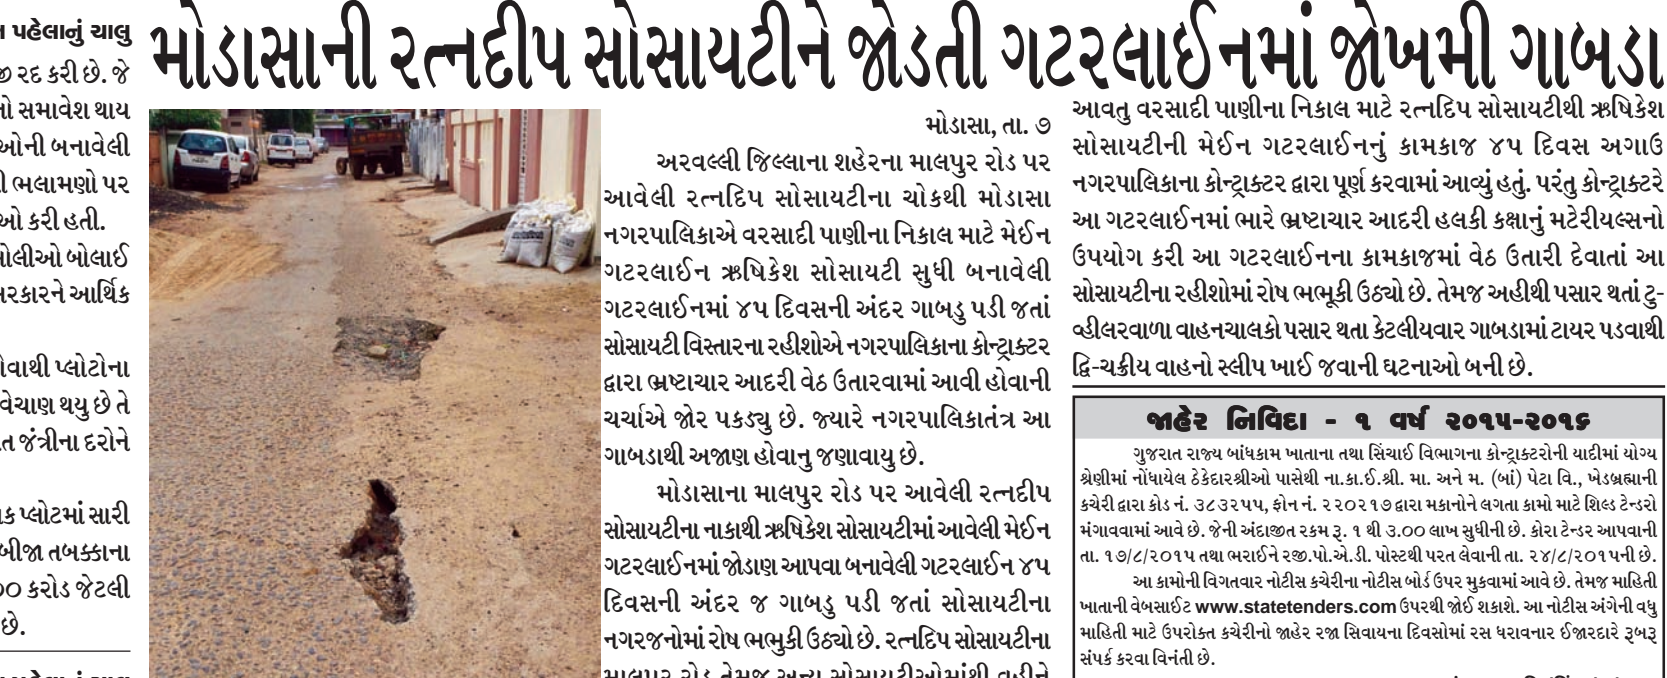 પહેલાનું ચાલુ
રદ કરી છે. જે
નો સમાવેશ થાય
ઓની બનાવેલી
ભલામણો પર
ઓ કરી હતી.
બોલાઈ
આર્થિક
પ્લોટોના
વેચાણ થયુ છે તે
જંત્રીના દરોને
પ્લોટમાં સારી
બીજા તબક્કાના
કરોડ જેટલી
છે.
મોડાસાની રત્નદીપ સોસાયટીને જોડતી ગટરલાઈનમાં જોખમી ગાબડા
મોડાસા, તા. ૭
અરવલ્લી જિલ્લાના શહેરના માલપુર રોડ પર
આવેલી રત્નદિપ સોસાયટીના ચોકથી મોડાસા
નગરપાલિકાએ વરસાદી પાણીના નિકાલ માટે મેઈન
ગટરલાઈન ઋષિકેશ સોસાયટી સુધી બનાવેલી
ગટરલાઈનમાં ૪૫ દિવસની અંદર ગાબડુ પડી જતાં
સોસાયટી વિસ્તારના રહીશોએ નગરપાલિકાના કોન્ટ્રાક્ટર
દ્વારા ભ્રષ્ટાચાર આદરી વેઠ ઉતારવામાં આવી હોવાની
ચર્ચાએ જોર પકડ્યુ છે. જ્યારે નગરપાલિકાતંત્ર આ
ગાબડાથી અજાણ હોવાનુ જણાવાયુ છે.
મોડાસાના માલપુર રોડ પર આવેલી રત્નદીપ
સોસાયટીના નાકાથી ઋષિકેશ સોસાયટીમાં આવેલી મેઈન
ગટરલાઈનમાં જોડાણ આપવા બનાવેલી ગટરલાઈન ૪૫
દિવસની અંદર જ ગાબડુ પડી જતાં સોસાયટીના
નગરજનોમાં રોષ ભભુકી ઉઠ્યો છે. રત્નદિપ સોસાયટીના
માલપુર રોડ તેમજ અન્ય સોસાયટીઓમાંથી વહીને
આવતુ વરસાદી પાણીના નિકાલ માટે રત્નદિપ સોસાયટીથી ઋષિકેશ
સોસાયટીની મેઈન ગટરલાઈનનું કામકાજ ૪૫ દિવસ અગાઉ
નગરપાલિકાના કોન્ટ્રાક્ટર દ્વારા પૂર્ણ કરવામાં આવ્યું હતું. પરંતુ કોન્ટ્રાક્ટરે
આ ગટરલાઈનમાં ભારે ભ્રષ્ટાચાર આદરી હલકી કક્ષાનું મટેરીયલ્સનો
ઉપયોગ કરી આ ગટરલાઈનના કામકાજમાં વેઠ ઉતારી દેવાતાં આ
સોસાયટીના રહીશોમાં રોષ ભભૂકી ઉઠ્યો છે. તેમજ અહીથી પસાર થતાં ટુ-
વ્હીલરવાળા વાહનચાલકો પસાર થતા કેટલીયવાર ગાબડામાં ટાયર પડવાથી
દ્વિ-ચક્રીય વાહનો સ્લીપ ખાઈ જવાની ઘટનાઓ બની છે.
જાહેર નિવિદા - ૧ વર્ષ ૨૦૧૫-૨૦૧૬
ગુજરાત રાજ્ય બાંધકામ ખાતાના તથા સિંચાઈ વિભાગના કોન્ટ્રાક્ટરોની યાદીમાં યોગ્ય
શ્રેણીમાં નોંધાયેલ ઠેકેદારશ્રીઓ પાસેથી ના.કા.ઈ.શ્રી. મા. અને મ. (બાં) પેટા વિ., ખેડબ્રહ્માની
કચેરી દ્વારા કોડ નં. ૩૮૩૨૫૫, ફોન નં. ૨૨૦૨૧૭ દ્વારા મકાનોને લગતા કામો માટે શિલ્ડ ટેન્ડરો
મંગાવવામાં આવે છે. જેની અંદાજીત રકમ રૂ. ૧ થી ૩.૦૦ લાખ સુધીની છે. કોરા ટેન્ડર આપવાની
તા. ૧૭/૮/૨૦૧૫ તથા ભરાઈને રજી.પો.એ.ડી. પોસ્ટથી પરત લેવાની તા. ૨૪/૮/૨૦૧૫ની છે.
આ કામોની વિગતવાર નોટીસ કચેરીના નોટીસ બોર્ડ ઉપર મુકવામાં આવે છે. તેમજ માહિતી
ખાતાની વેબસાઈટ www.statetenders.com ઉપરથી જોઈ શકાશે. આ નોટીસ અંગેની વધુ
માહિતી માટે ઉપરોક્ત કચેરીનો જાહેર રજા સિવાયના દિવસોમાં રસ ધરાવનાર ઈજારદારે રૂબરૂ
સંપર્ક કરવા વિનંતી છે.